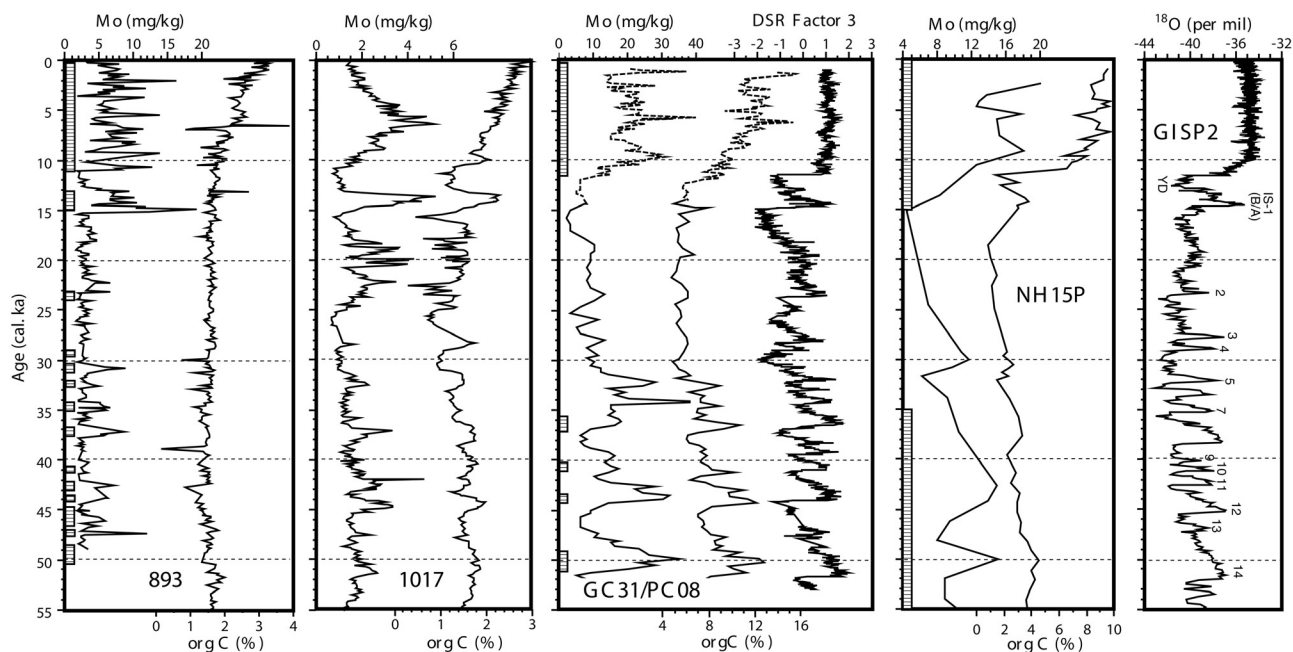 Mo (mg/kg)
Mo (mg/kg)
Mo (mg/kg)
DSR Factor 3
Mo (mg/kg)
18O (per mil)
0 5 10 20
0 2 4 6
0 10 20 30 40 -3 -3 -2 -1 0 1 2 3
4 8 12 16 20
-44 -40 -36 -32
0
5
10
15
20
25
30
35
40
45
50
55
Age (cal. ka)
893
1017
GC31/PC08
NH15P
GISP2
YD
IS-1
(B/A)
2
3
4
5
7
9
10
11
12
13
14
0 1 2 3 4
0 1 2 3
4 8 12 16
0 2 4 6 8 10
org C (%)
org C (%)
orgC (%)
org C (%)